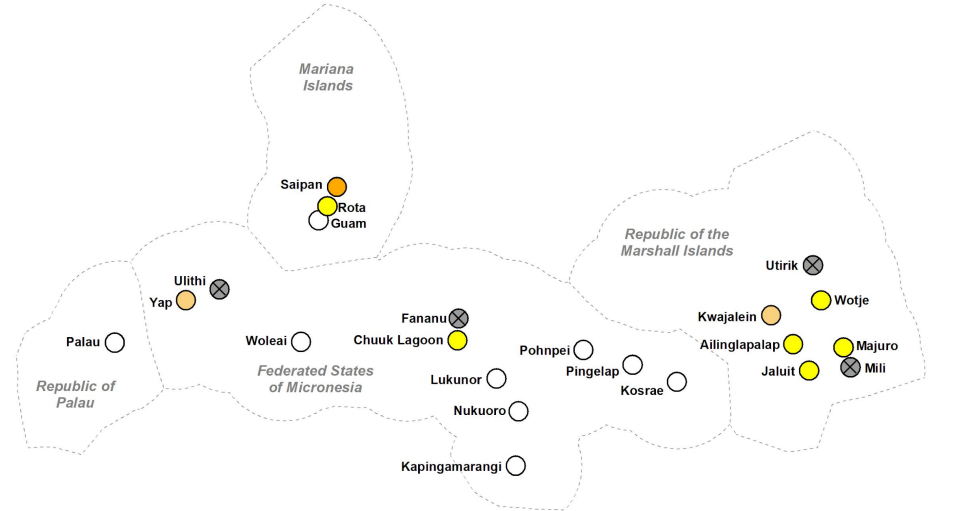 Mariana
Islands
Saipan
Rota
Guam
Republic of the
Marshall Islands
Utirik
Ulithi
Yap
Wotje
Kwajalein
Fananu
Palau
Woleai
Chuuk Lagoon
Ailinglapalap
Majuro
Pohnpei
Pingelap
Jaluit
Mili
Federated States
of Micronesia
Lukunor
Kosrae
Republic of
Palau
Nukuoro
Kapingamarangi